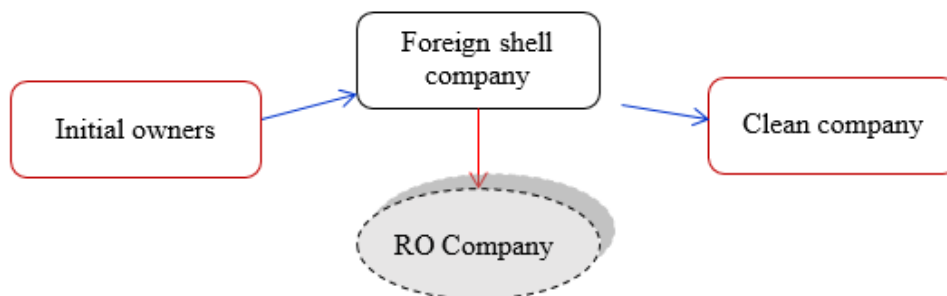 Foreign shell
company
Initial owners
Clean company
RO Company